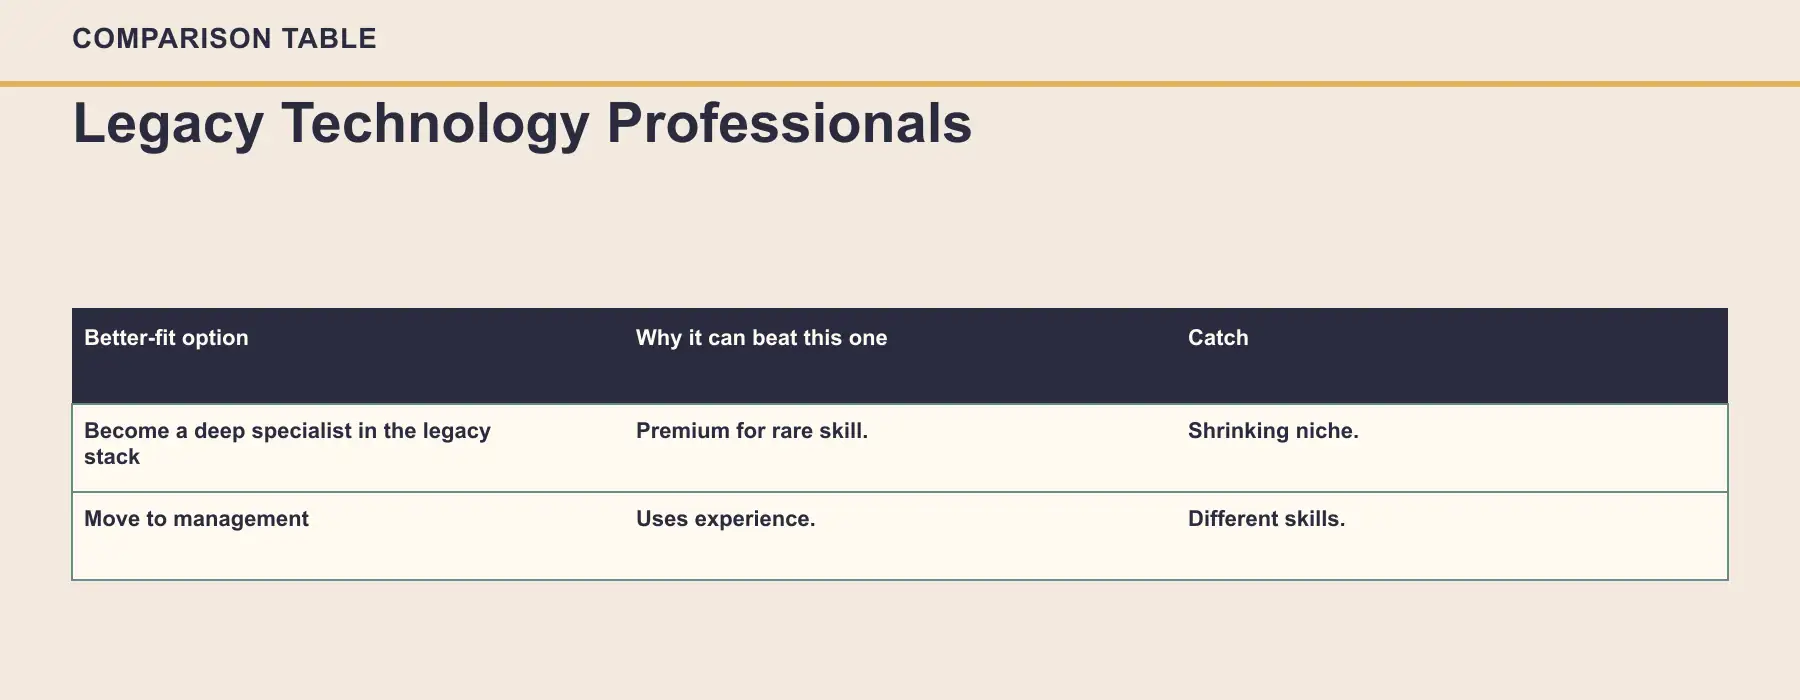 COMPARISON TABLE
Legacy Technology Professionals
Better-fit option
Why it can beat this one
Catch
Become a deep specialist in the legacy
stack
Premium for rare skill.
Shrinking niche.
Move to management
Uses experience.
Different skills.